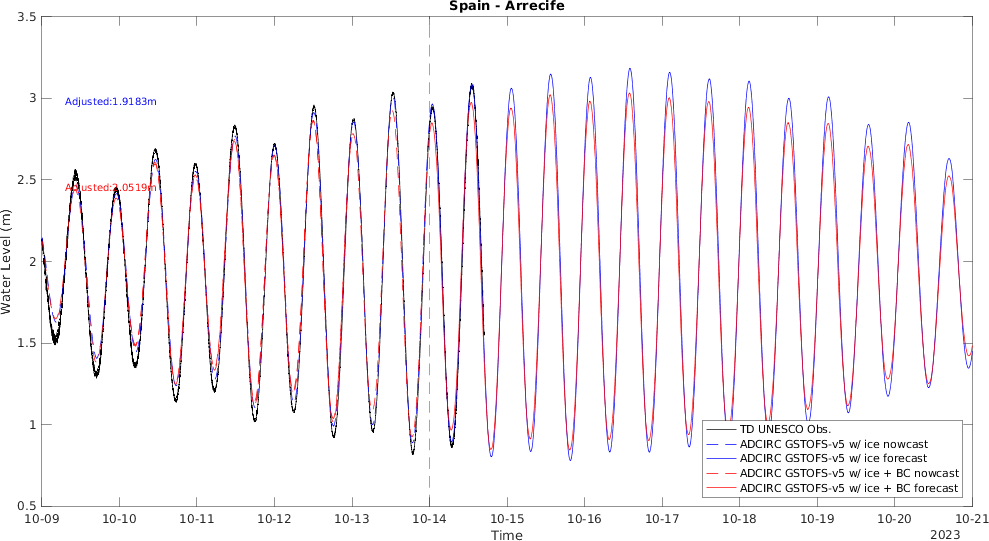 Spain - Arrecife
3.5
3
2.5
2
1.5
1
0.5
Water Level (m)
Adjusted:1.9183m
Adjusted:2.0519m
TD UNESCO Obs.
ADCIRC GSTOFS-v5 w/ ice nowcast
ADCIRC GSTOFS-v5 w/ ice forecast
ADCIRC GSTOFS-v5 w/ ice + BC nowcast
ADCIRC GSTOFS-v5 w/ ice + BC forecast
10-09 10-10 10-11 10-12 10-13 10-14 10-15 10-16 10-17 10-18 10-19 10-20 10-21
Time
2023